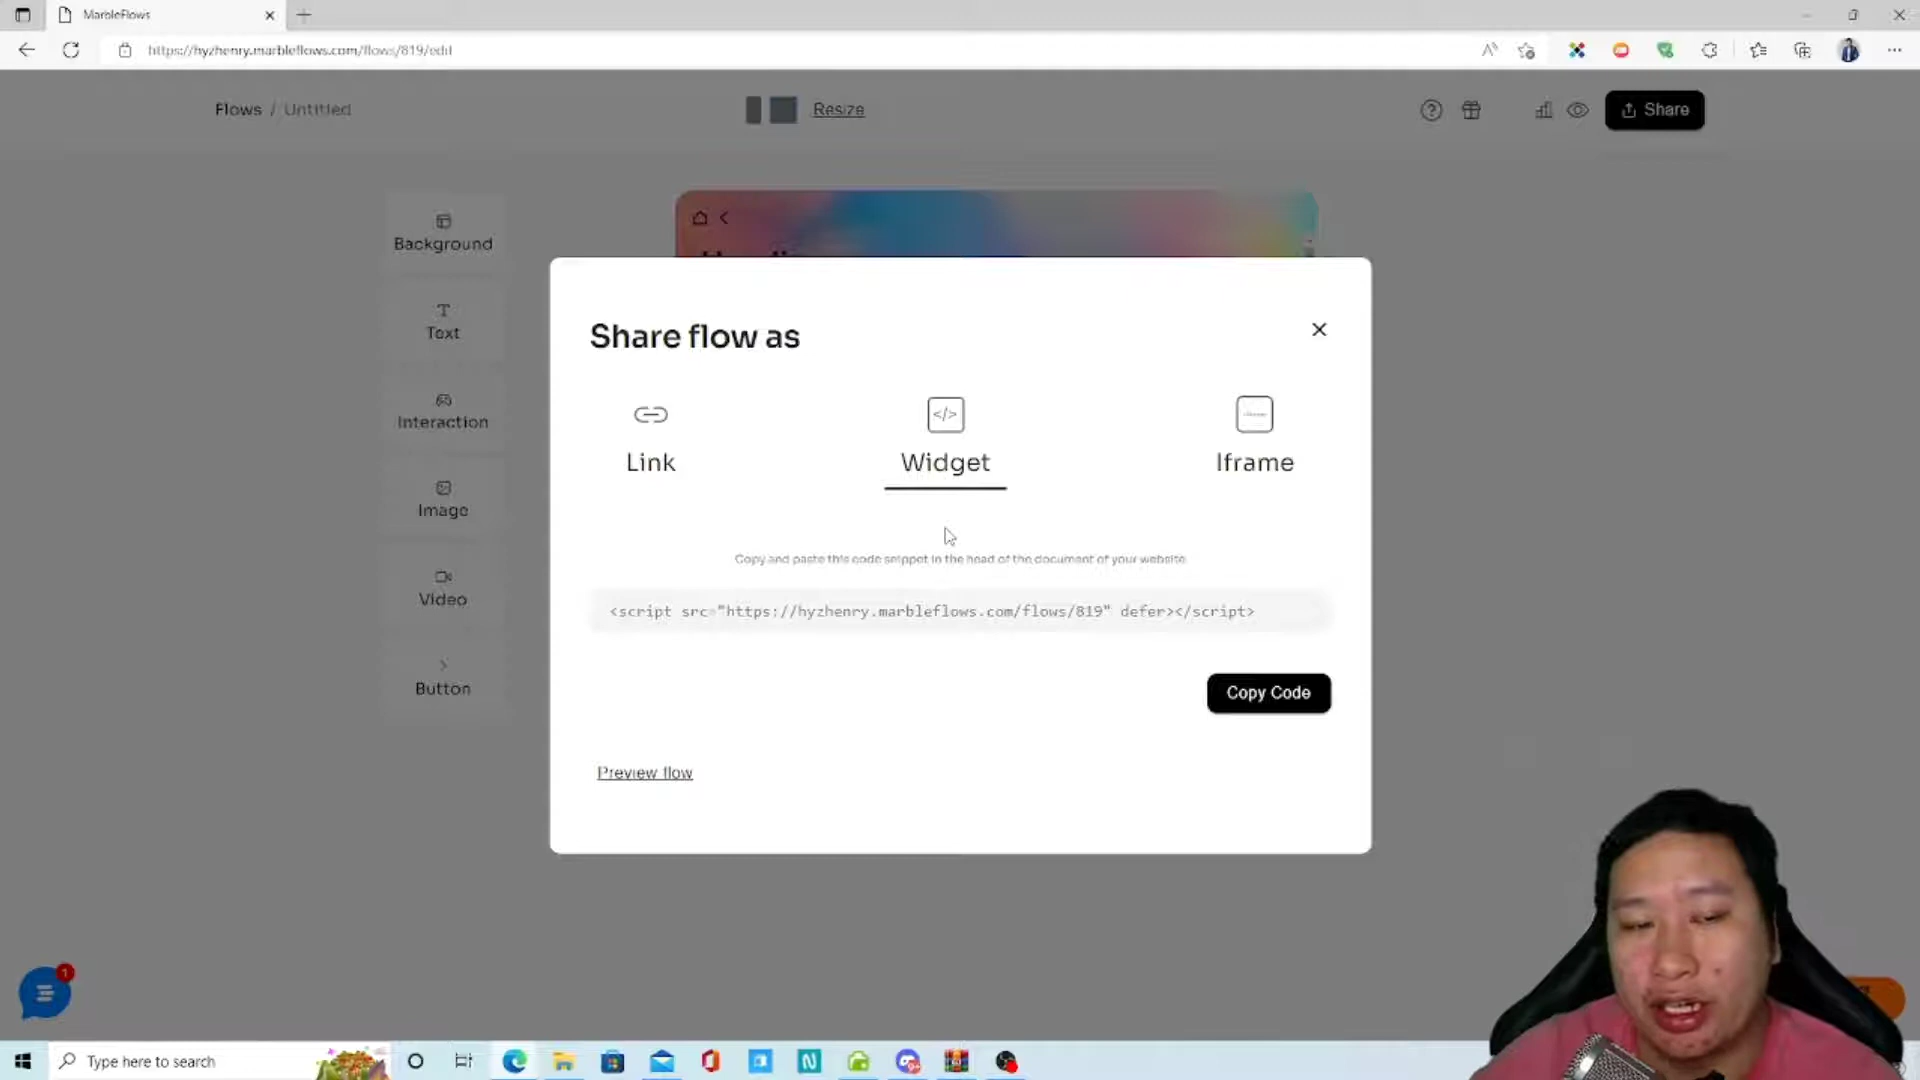 MarbleFlows
https://hyzhenry.marbleflows.com/flows/819/edit
Flows / Untitled
Resize
Share
Background
Text
Interaction
Image
Video
Button
Share flow as
Link
Widget
Iframe
Copy and paste this code snippet in the head of the document of your website
<script src="https://hyzhenry.marbleflows.com/flows/819" defer></script>
Copy Code
Preview flow
1
Type here to search